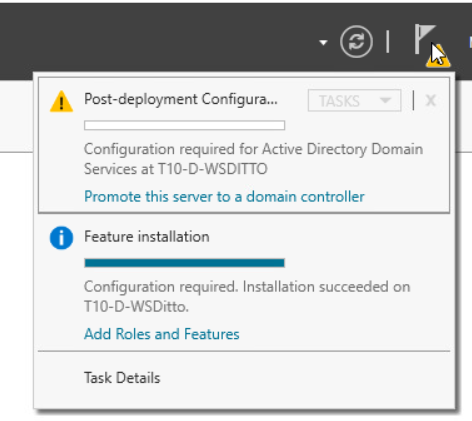 Post-deployment Configura...
TASKS
X
Configuration required for Active Directory Domain
Services at T10-D-WSDITTO
Promote this server to a domain controller
Feature installation
Configuration required. Installation succeeded on
T10-D-WSDitto.
Add Roles and Features
Task Details